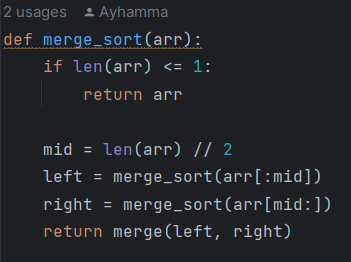 2 usages Ayhamma
def merge_sort(arr):
    if len(arr) <= 1:
        return arr
    mid = len(arr) // 2
    left = merge_sort(arr[:mid])
    right = merge_sort(arr[mid:])
    return merge(left, right)